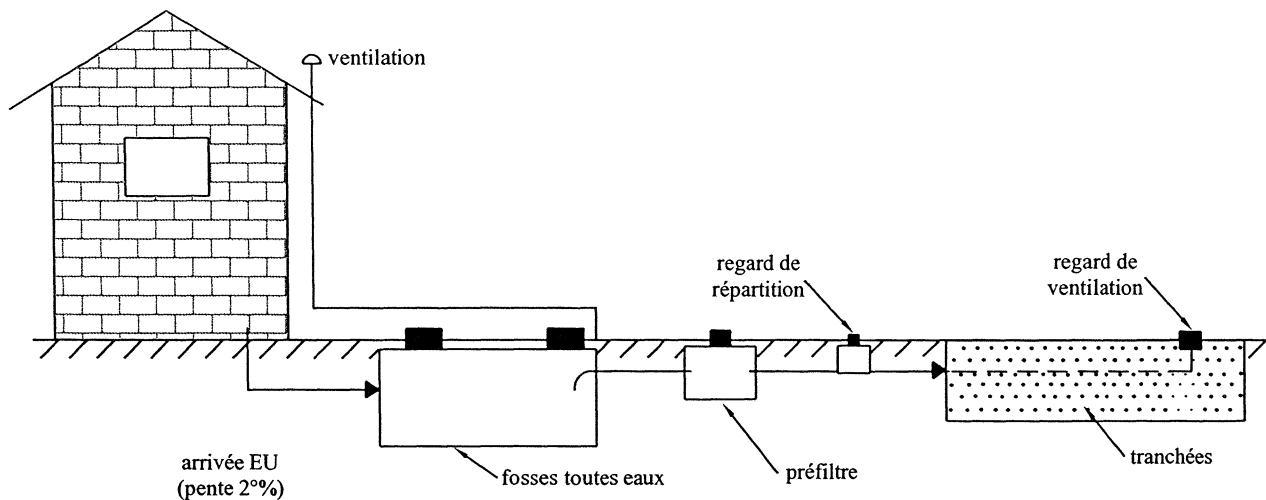 ventilation
regard de
répartition
regard de
ventilation
arrivée EU
(pente 2°%)
fosses toutes eaux
préfiltre
tranchées